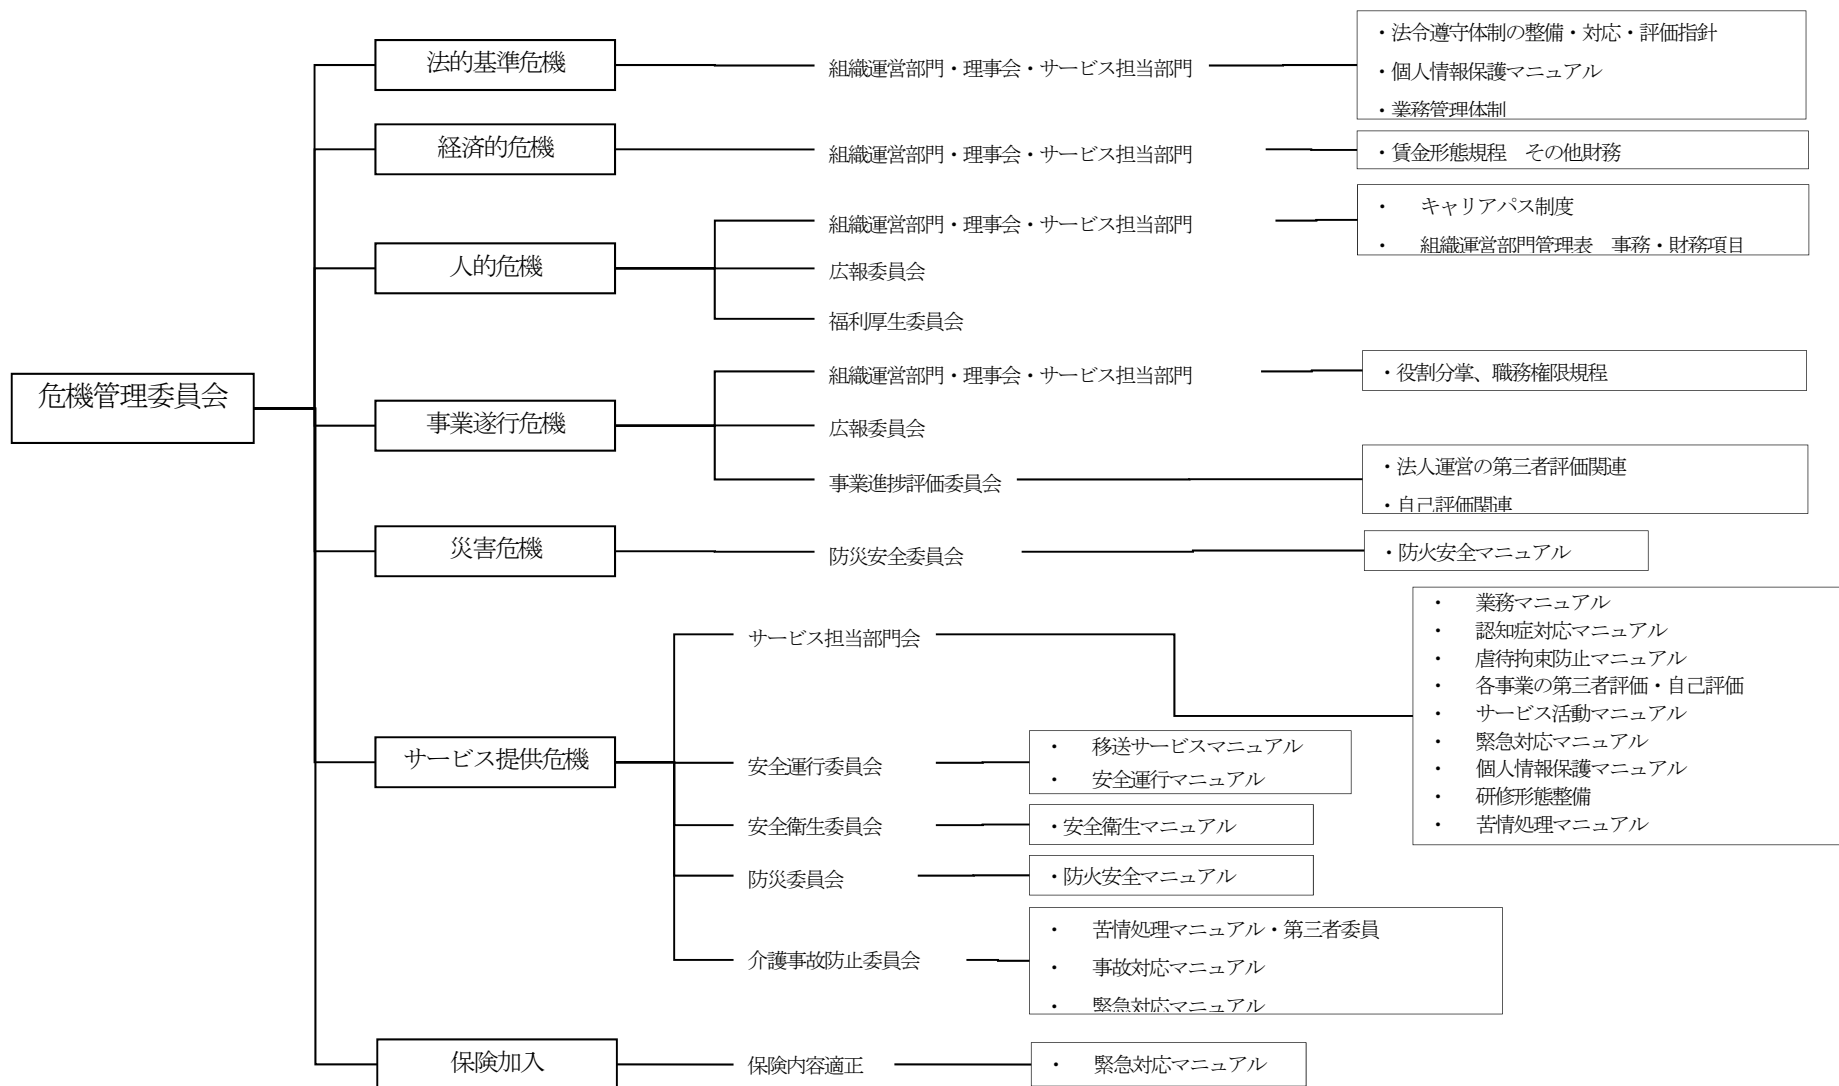 法的基準危機
組織運営部門・理事会・サービス担当部門
・法令遵守体制の整備・対応・評価指針
・個人情報保護マニュアル
・業務管理体制
経済的危機
組織運営部門・理事会・サービス担当部門
・賃金形態規程　その他財務
人的危機
組織運営部門・理事会・サービス担当部門
・　キャリアパス制度
・　組織運営部門管理表　事務・財務項目
広報委員会
福利厚生委員会
危機管理委員会
事業遂行危機
組織運営部門・理事会・サービス担当部門
・役割分掌、職務権限規程
広報委員会
事業進捗評価委員会
・法人運営の第三者評価関連
・自己評価関連
災害危機
防災安全委員会
・防火安全マニュアル
サービス提供危機
サービス担当部門会
・　業務マニュアル
・　認知症対応マニュアル
・　虐待拘束防止マニュアル
・　各事業の第三者評価・自己評価
・　サービス活動マニュアル
・　緊急対応マニュアル
・　個人情報保護マニュアル
・　研修形態整備
・　苦情処理マニュアル
安全運行委員会
・　移送サービスマニュアル
・　安全運行マニュアル
安全衛生委員会
・安全衛生マニュアル
防災委員会
・防火安全マニュアル
介護事故防止委員会
・　苦情処理マニュアル・第三者委員
・　事故対応マニュアル
・　緊急対応マニュアル
保険加入
保険内容適正
・　緊急対応マニュアル